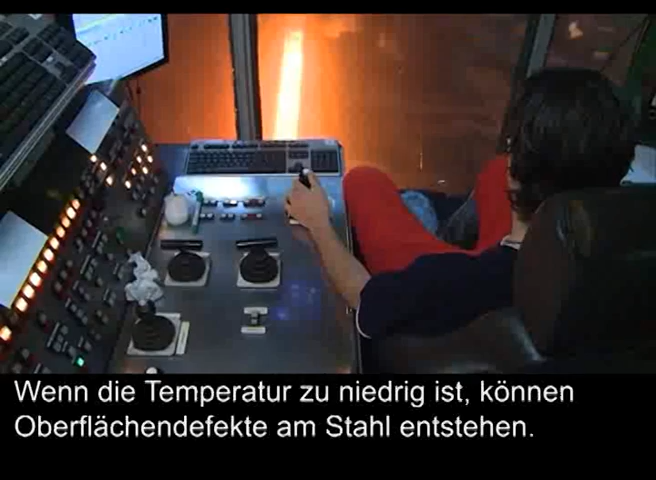 Wenn die Temperatur zu niedrig ist, können
Oberflächendefekte am Stahl entstehen.